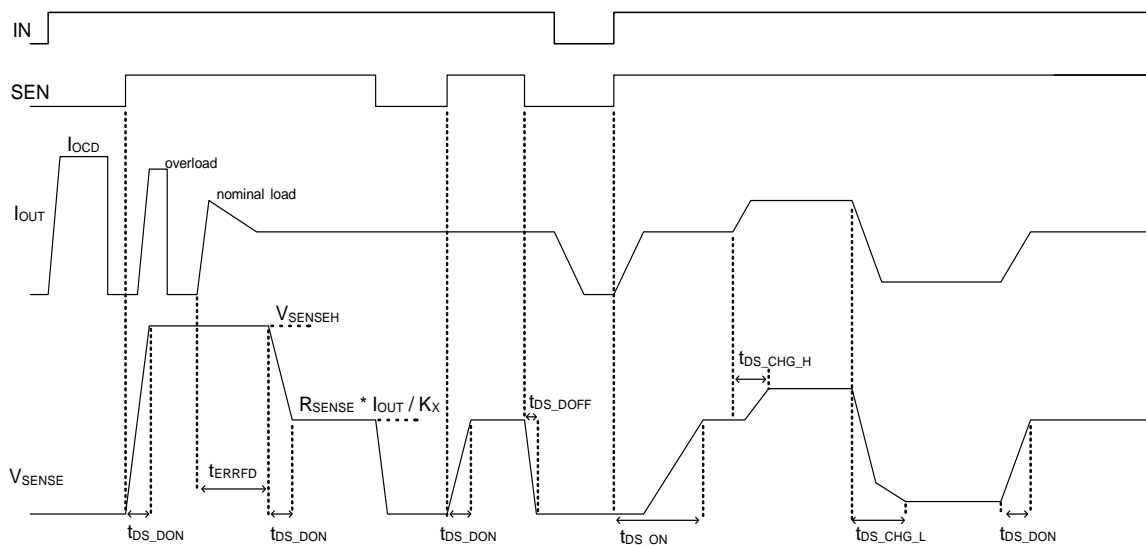 IN
SEN
IOCD
overload
nominal load
IOUT
VSENSEH
tDS_CHG_H
RSENSE * IOUT / KX
tDS_DOFF
tERRFD
VSENSE
tDS_DON
tDS_DON
tDS_DON
tDS_ON
tDS_CHG_L
tDS_DON